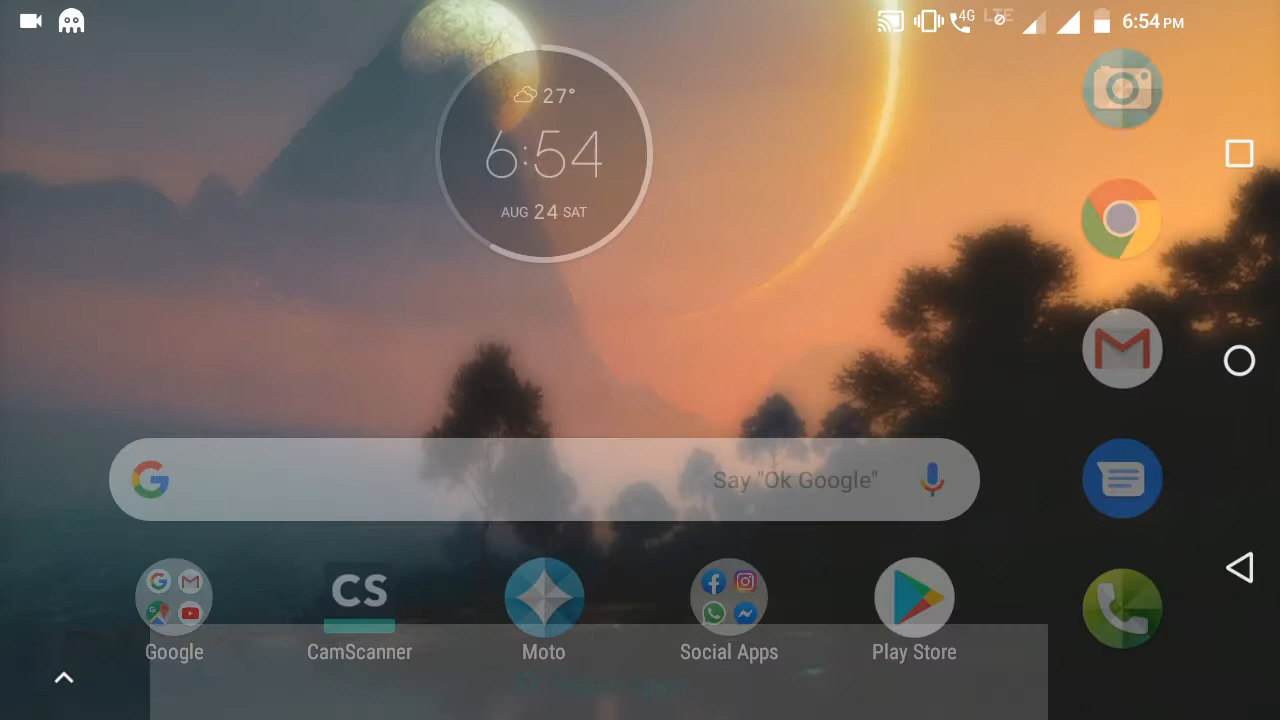 4G LTE 6:54 PM
27°
6:54
AUG 24 SAT
Say "Ok Google"
CS
Google
CamScanner
Moto
Social Apps
Play Store